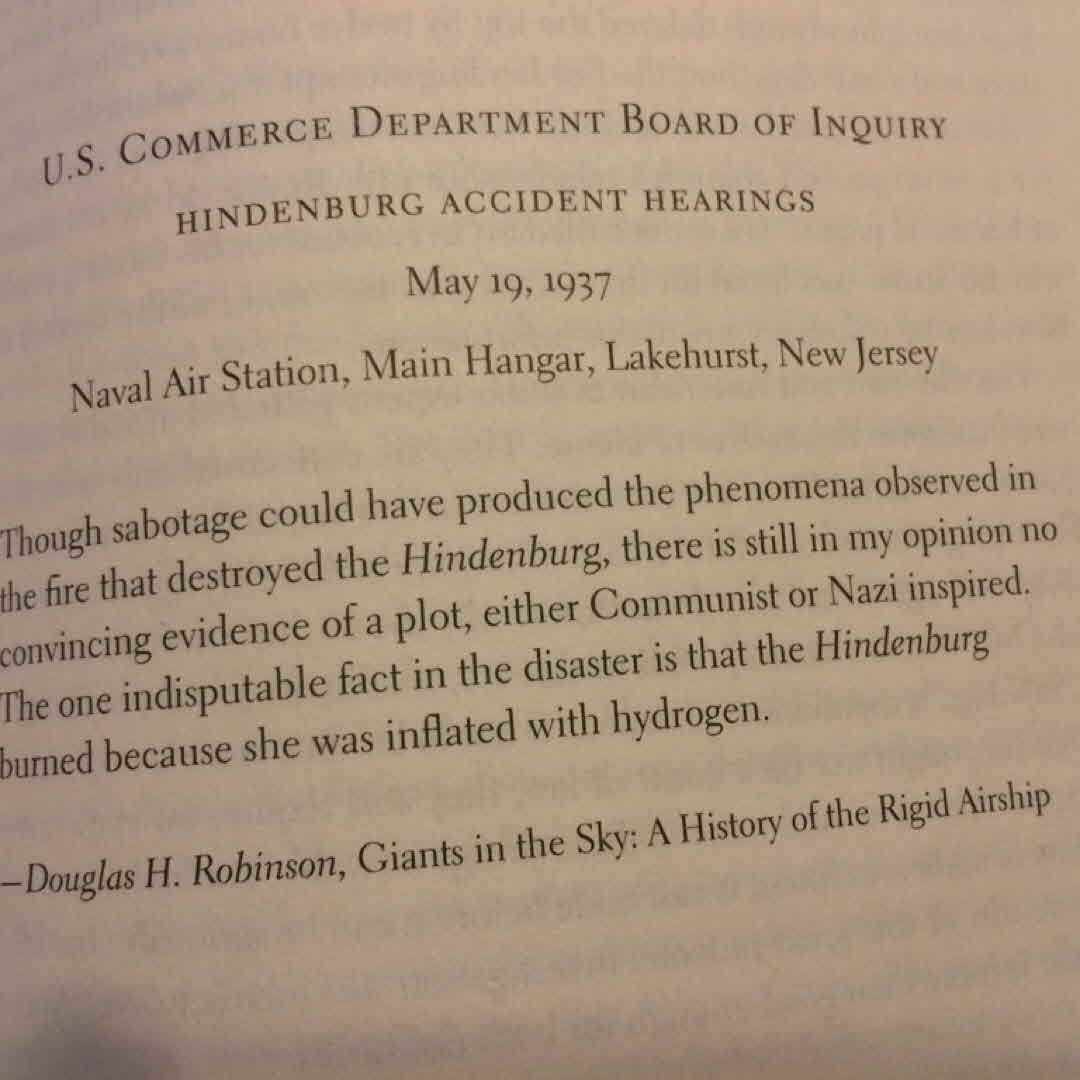 U.S. COMMERCE DEPARTMENT BOARD OF INQUIRY
HINDENBURG ACCIDENT HEARINGS
May 19, 1937
Naval Air Station, Main Hangar, Lakehurst, New Jersey
Though sabotage could have produced the phenomena observed in
the fire that destroyed the Hindenburg, there is still in my opinion no
convincing evidence of a plot, either Communist or Nazi inspired.
The one indisputable fact in the disaster is that the Hindenburg
burned because she was inflated with hydrogen.
–Douglas H. Robinson, Giants in the Sky: A History of the Rigid Airship